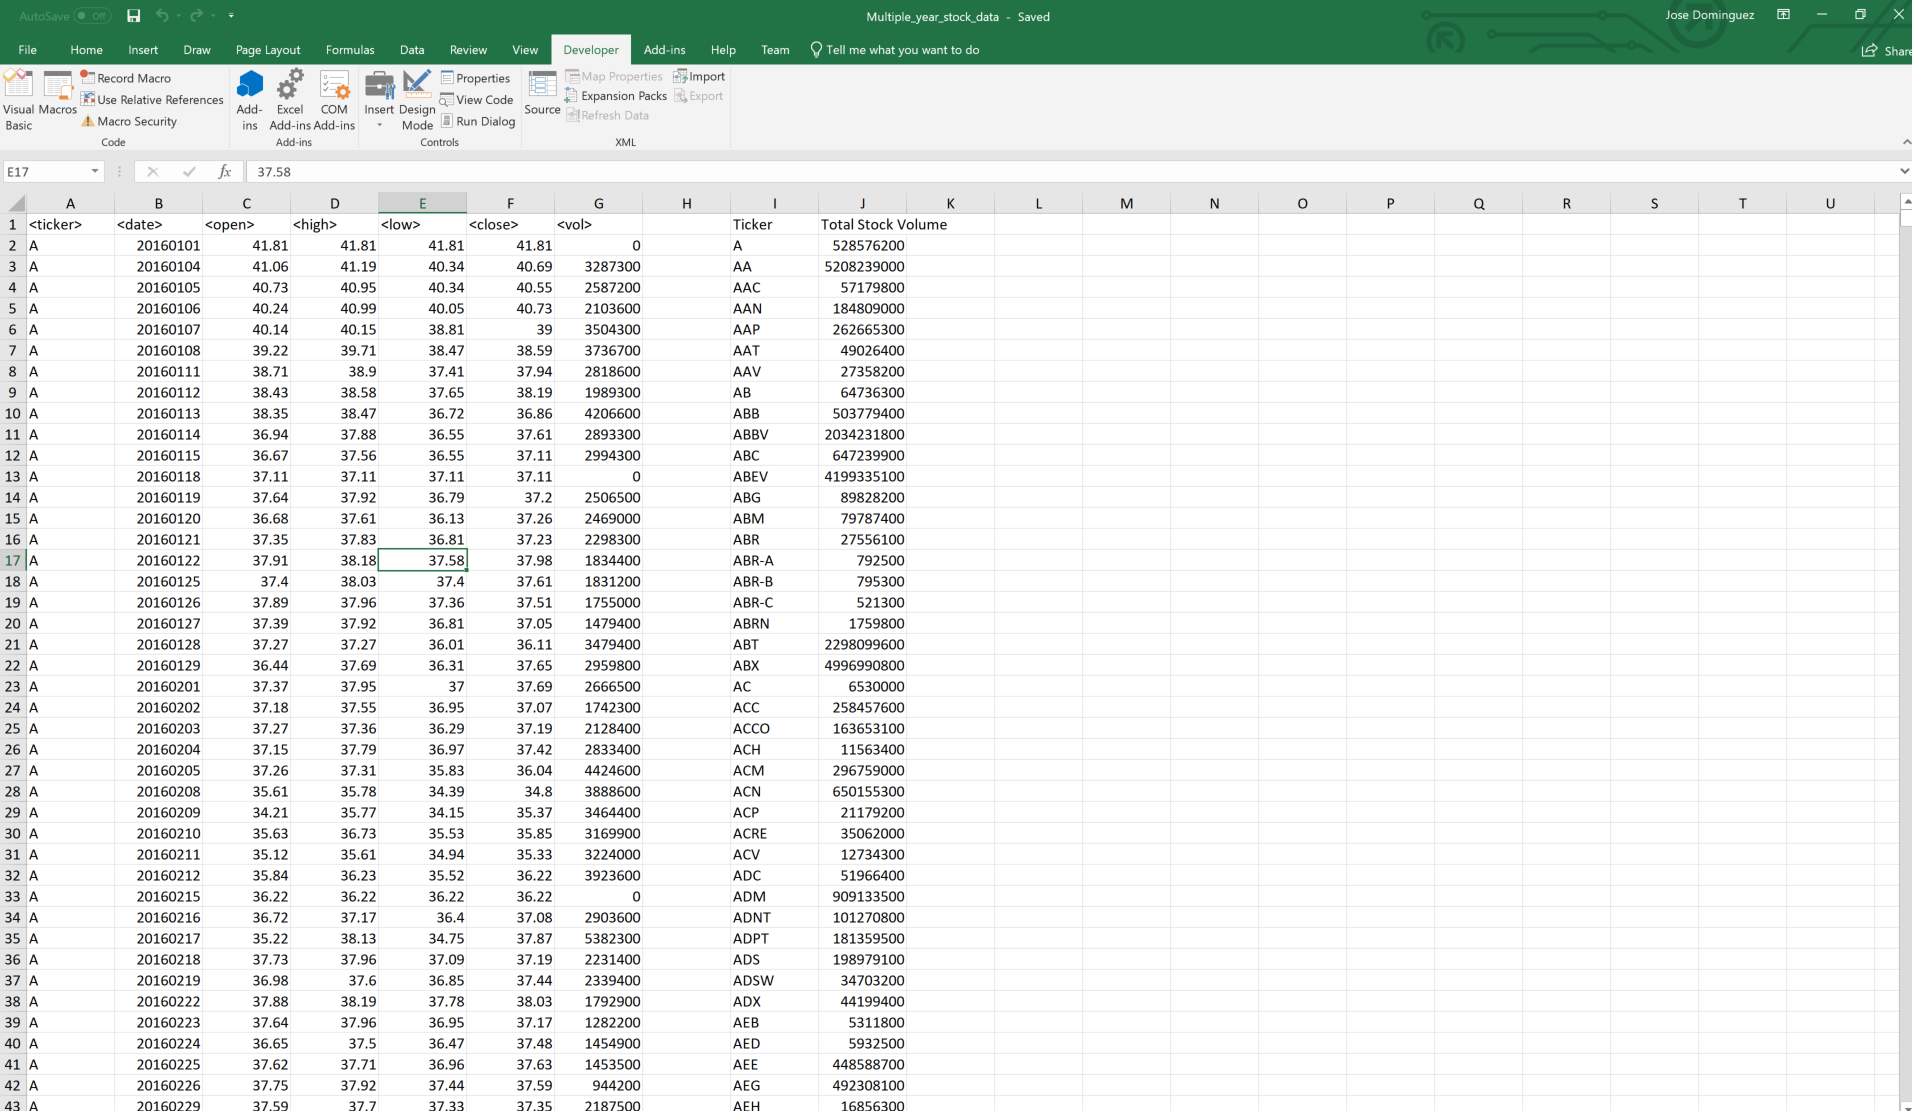 AutoSave Off Multiple_year_stock_data - Saved Jose Dominguez
File Home Insert Draw Page Layout Formulas Data Review View Developer Add-ins Help Team Tell me what you want to do Share
Visual Basic Macros Record Macro Use Relative References Macro Security Add-ins Excel Add-ins COM Add-ins Insert Design Mode Properties View Code Run Dialog Source Map Properties Expansion Packs Refresh Data Import Export
Code Add-ins Controls XML
E17 fx 37.58
A B C D E F G H I J K L M N O P Q R S T U
1 <ticker> <date> <open> <high> <low> <close> <vol> Ticker Total Stock Volume
2 A 20160101 41.81 41.81 41.81 41.81 0 A 528576200
3 A 20160104 41.06 41.19 40.34 40.69 3287300 AA 5208239000
4 A 20160105 40.73 40.95 40.34 40.55 2587200 AAC 57179800
5 A 20160106 40.24 40.99 40.05 40.73 2103600 AAN 184809000
6 A 20160107 40.14 40.15 38.81 39 3504300 AAP 262665300
7 A 20160108 39.22 39.71 38.47 38.59 3736700 AAT 49026400
8 A 20160111 38.71 38.9 37.41 37.94 2818600 AAV 27358200
9 A 20160112 38.43 38.58 37.65 38.19 1989300 AB 64736300
10 A 20160113 38.35 38.47 36.72 36.86 4206600 ABB 503779400
11 A 20160114 36.94 37.88 36.55 37.61 2893300 ABBV 2034231800
12 A 20160115 36.67 37.56 36.55 37.11 2994300 ABC 647239900
13 A 20160118 37.11 37.11 37.11 37.11 0 ABEV 4199335100
14 A 20160119 37.64 37.92 36.79 37.2 2506500 ABG 89828200
15 A 20160120 36.68 37.61 36.13 37.26 2469000 ABM 79787400
16 A 20160121 37.35 37.83 36.81 37.23 2298300 ABR 27556100
17 A 20160122 37.91 38.18 37.58 37.98 1834400 ABR-A 792500
18 A 20160125 37.4 38.03 37.4 37.61 1831200 ABR-B 795300
19 A 20160126 37.89 37.96 37.36 37.51 1755000 ABR-C 521300
20 A 20160127 37.39 37.92 36.81 37.05 1479400 ABRN 1759800
21 A 20160128 37.27 37.27 36.01 36.11 3479400 ABT 2298099600
22 A 20160129 36.44 37.69 36.31 37.65 2959800 ABX 4996990800
23 A 20160201 37.37 37.95 37 37.69 2666500 AC 6530000
24 A 20160202 37.18 37.55 36.95 37.07 1742300 ACC 258457600
25 A 20160203 37.27 37.36 36.29 37.19 2128400 ACCO 163653100
26 A 20160204 37.15 37.79 36.97 37.42 2833400 ACH 11563400
27 A 20160205 37.26 37.31 35.83 36.04 4424600 ACM 296759000
28 A 20160208 35.61 35.78 34.39 34.8 3888600 ACN 650155300
29 A 20160209 34.21 35.77 34.15 35.37 3464400 ACP 21179200
30 A 20160210 35.63 36.73 35.53 35.85 3169900 ACRE 35062000
31 A 20160211 35.12 35.61 34.94 35.33 3224000 ACV 12734300
32 A 20160212 35.84 36.23 35.52 36.22 3923600 ADC 51966400
33 A 20160215 36.22 36.22 36.22 36.22 0 ADM 909133500
34 A 20160216 36.72 37.17 36.4 37.08 2903600 ADNT 101270800
35 A 20160217 35.22 38.13 34.75 37.87 5382300 ADPT 181359500
36 A 20160218 37.73 37.96 37.09 37.19 2231400 ADS 198979100
37 A 20160219 36.98 37.6 36.85 37.44 2339400 ADSW 34703200
38 A 20160222 37.88 38.19 37.78 38.03 1792900 ADX 44199400
39 A 20160223 37.64 37.96 36.95 37.17 1282200 AEB 5311800
40 A 20160224 36.65 37.5 36.47 37.48 1454900 AED 5932500
41 A 20160225 37.62 37.71 36.96 37.63 1453500 AEE 448588700
42 A 20160226 37.75 37.92 37.44 37.59 944200 AEG 492308100
43 A 20160229 37.59 37.7 37.33 37.35 2187500 AEH 16856300